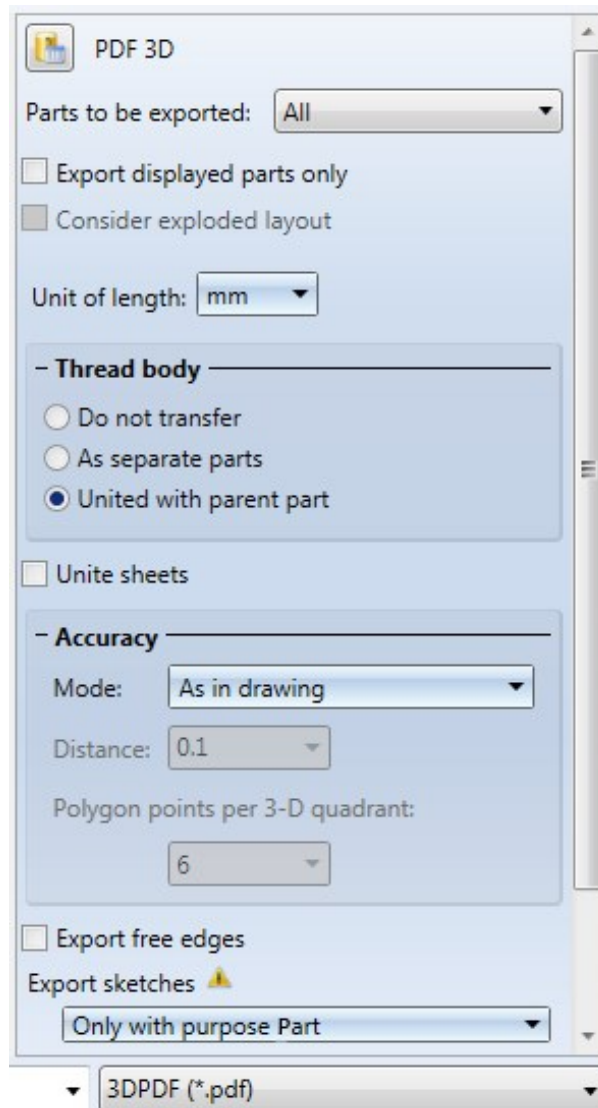 PDF 3D
Parts to be exported: All
Export displayed parts only
Consider exploded layout
Unit of length: mm
Thread body
Do not transfer
As separate parts
United with parent part
Unite sheets
Accuracy
Mode: As in drawing
Distance: 0.1
Polygon points per 3-D quadrant:
6
Export free edges
Export sketches
Only with purpose Part
3DPDF (*.pdf)